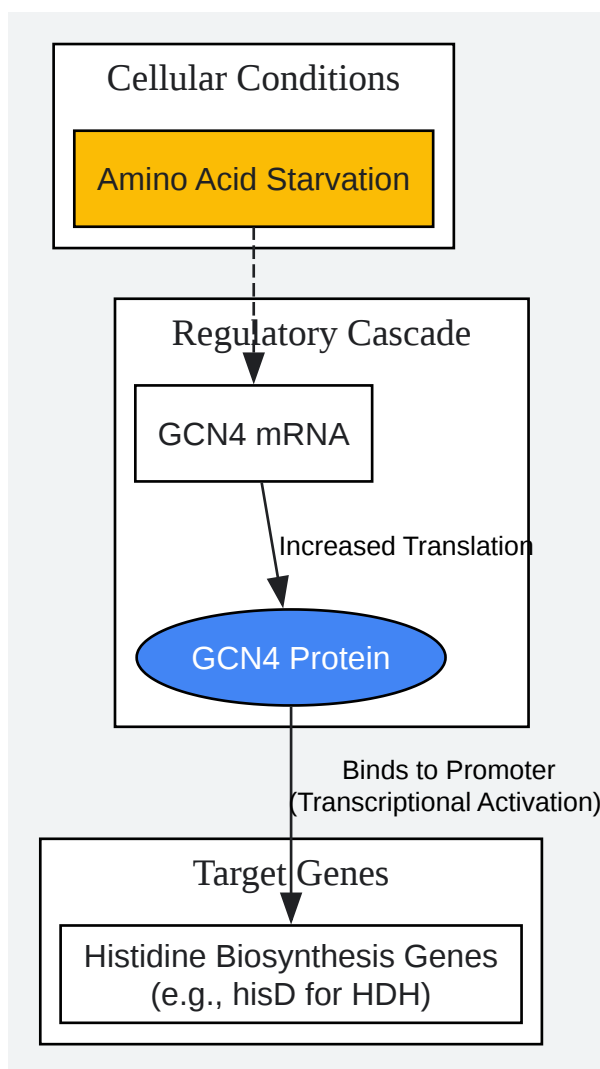 Cellular Conditions
Amino Acid Starvation
Regulatory Cascade
GCN4 mRNA
Increased Translation
GCN4 Protein
Binds to Promoter
(Transcriptional Activation)
Target Genes
Histidine Biosynthesis Genes
(e.g., hisD for HDH)